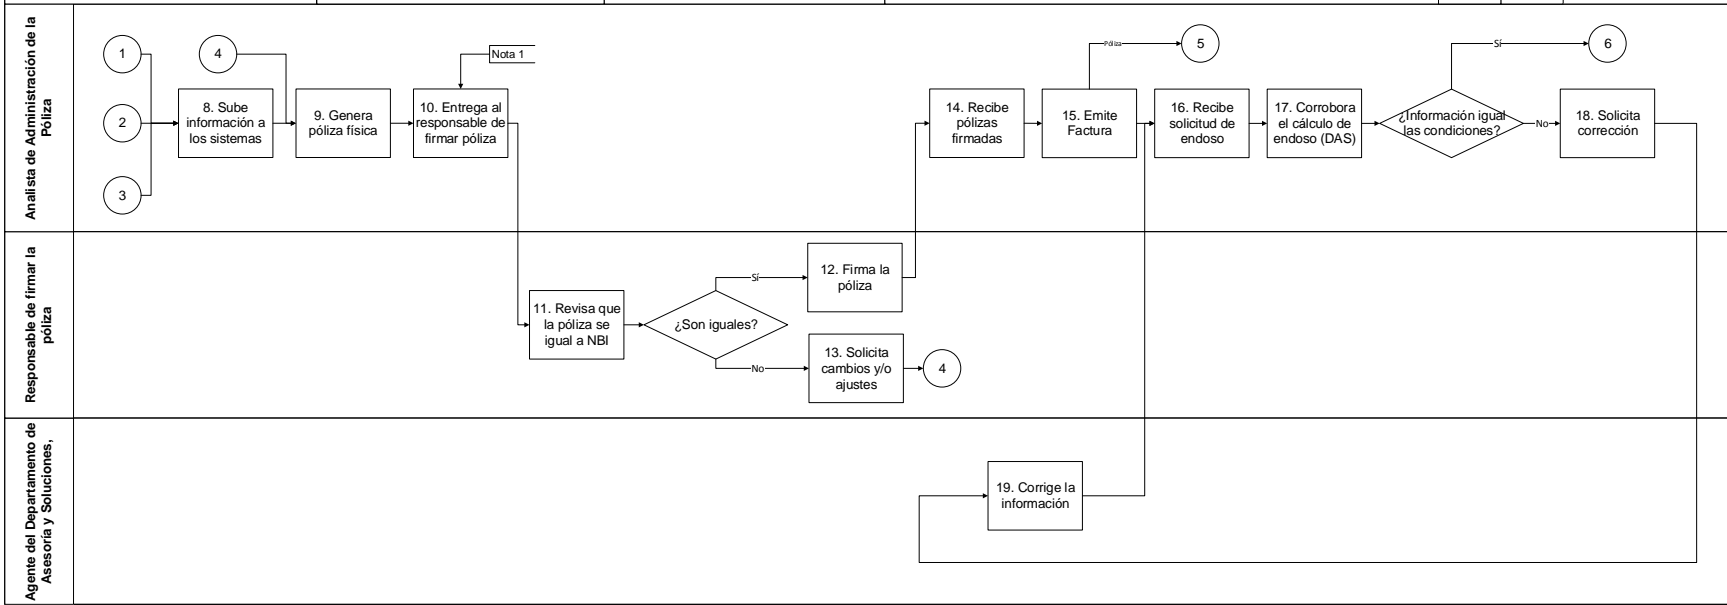 Analista de Administración de la
Póliza
1
2
3
4
8. Sube
información a
los sistemas
9. Genera
póliza física
Nota 1
10. Entrega al
responsable de
firmar póliza
14. Recibe
pólizas
firmadas
15. Emite
Factura
Póliza
5
16. Recibe
solicitud de
endoso
17. Corrobora
el cálculo de
endoso (DAS)
¿Información igual
las condiciones?
Sí
6
No
18. Solicita
corrección
Responsable de firmar la
póliza
11. Revisa que
la póliza se
igual a NBI
¿Son iguales?
Sí
12. Firma la
póliza
No
13. Solicita
cambios y/o
ajustes
4
Agente del Departamento de
Asesoría y Soluciones,
19. Corrige la
información